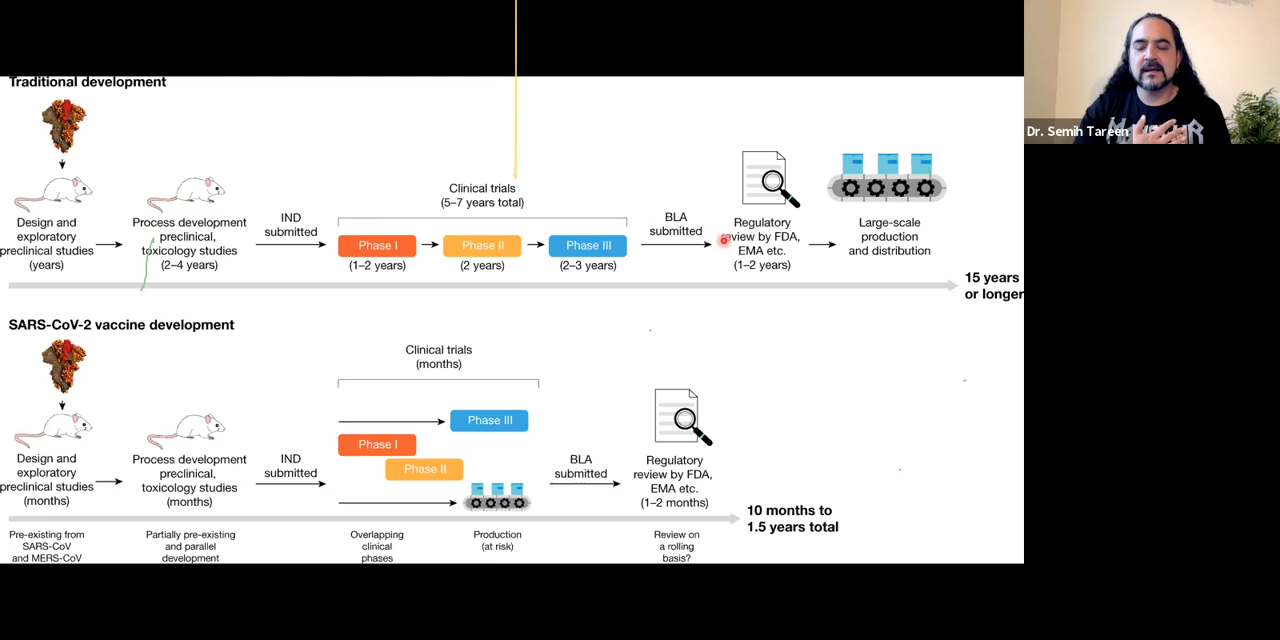 Traditional development
Design and
exploratory
preclinical studies
(years)
Process development
preclinical,
toxicology studies
(2–4 years)
IND
submitted
Clinical trials
(5–7 years total)
Phase I
Phase II
Phase III
(1–2 years)
(2 years)
(2–3 years)
BLA
submitted
Regulatory
review by FDA,
EMA etc.
(1–2 years)
Large-scale
production
and distribution
15 years
or longer
SARS-CoV-2 vaccine development
Design and
exploratory
preclinical studies
(months)
Process development
preclinical,
toxicology studies
(months)
IND
submitted
Clinical trials
(months)
Phase III
Phase I
Phase II
BLA
submitted
Regulatory
review by FDA,
EMA etc.
(1–2 months)
10 months to
1.5 years total
Pre-existing from
SARS-CoV
and MERS-CoV
Partially pre-existing
and parallel
development
Overlapping
clinical
phases
Production
(at risk)
Review on
a rolling
basis?
Dr. Semih Tareen